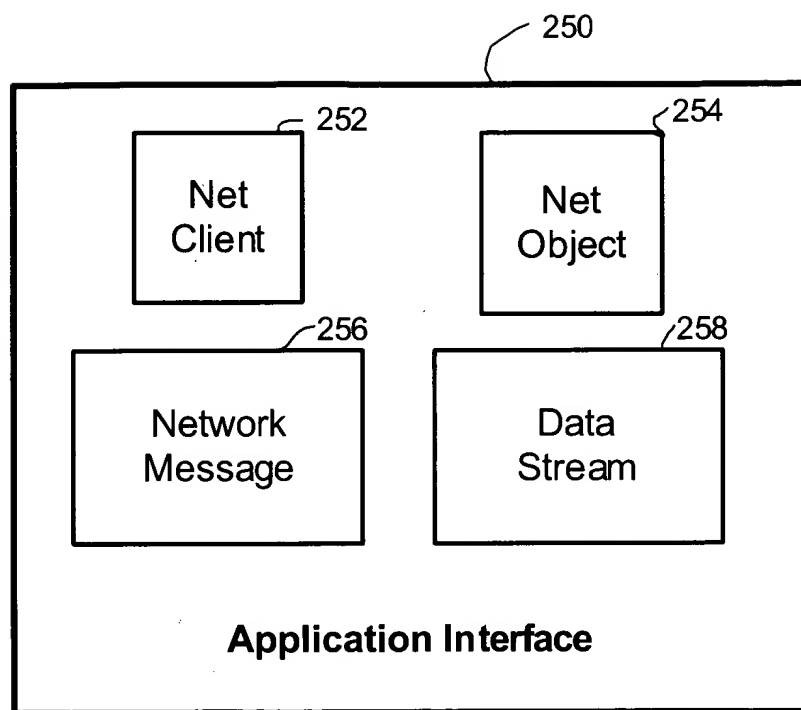 250
252
254
Net
Client
Net
Object
256
258
Network
Message
Data
Stream
Application Interface